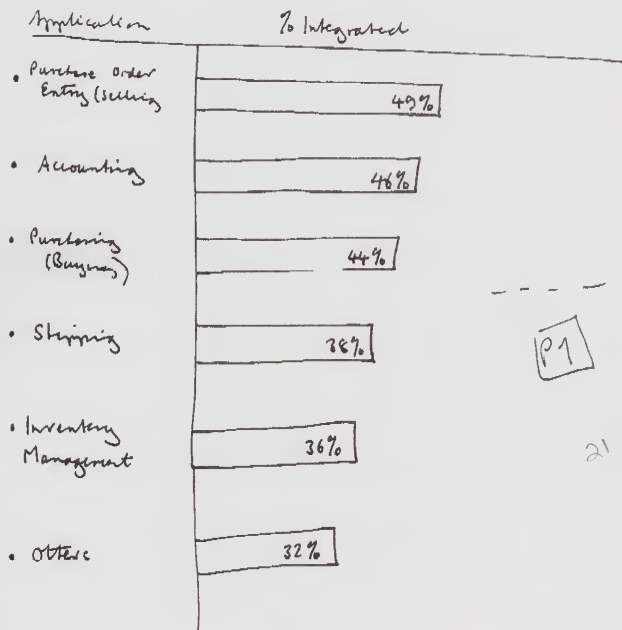 Application % Integrated
• Purchase Order
Entry (Selling
49%
• Accounting
46%
• Purchasing
(Buying)
44%
• Shipping
38%
• Inventory
Management
36%
• Others
32%
P1
21